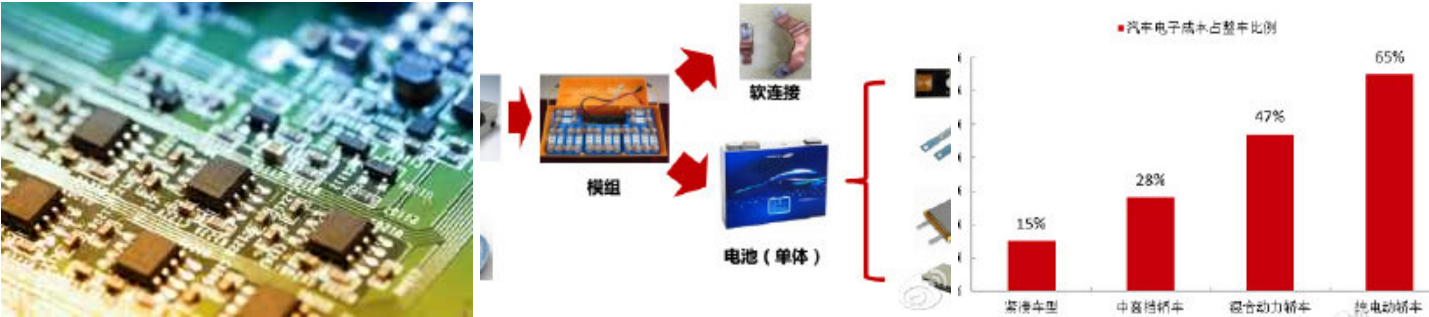 软连接
模组
电池（单体）
汽车电子成本占整车比例
65%
47%
28%
15%
紧凑车型
中高档轿车
混合动力轿车
纯电动轿车